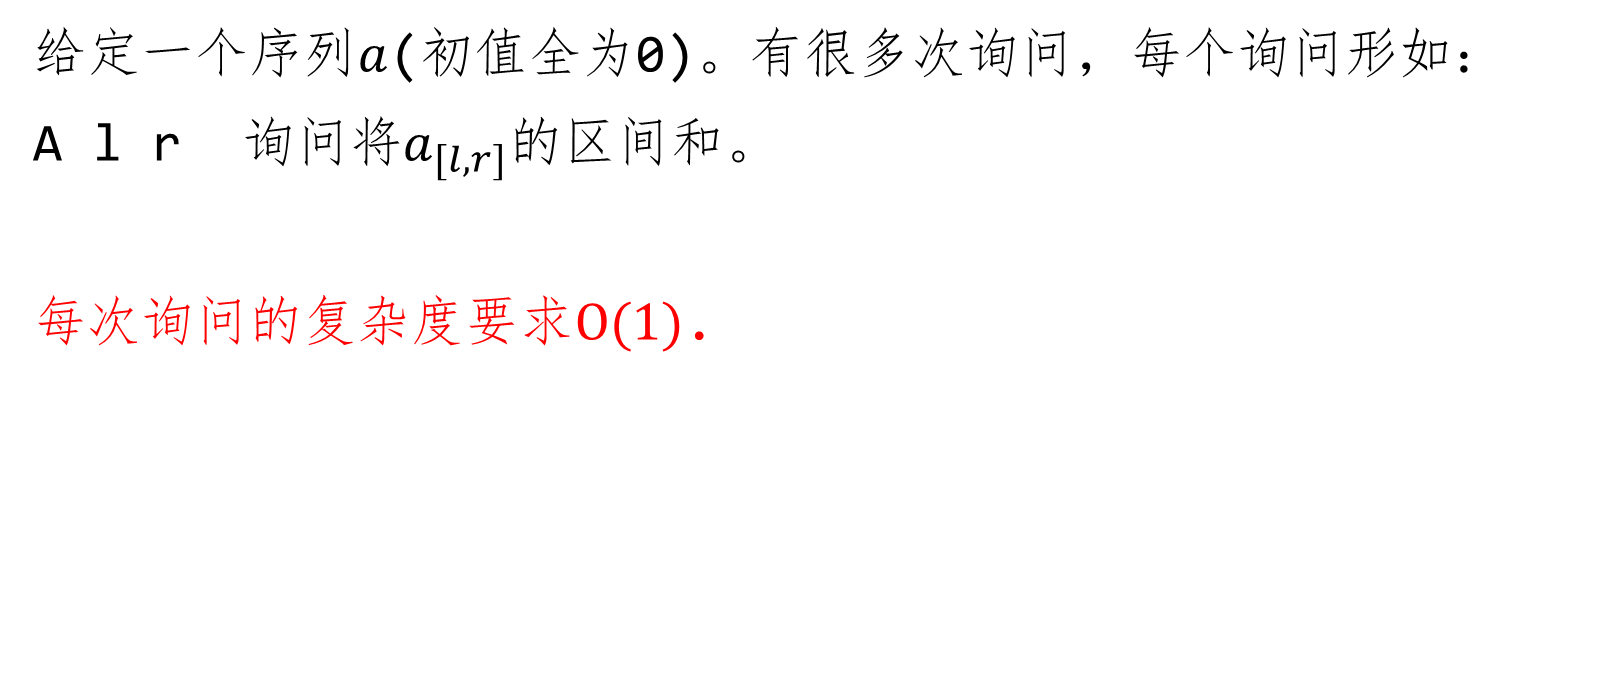 给定一个序列a(初值全为0)。有很多次询问，每个询问形如：
A l r 询问将a[l,r]的区间和。
每次询问的复杂度要求O(1).